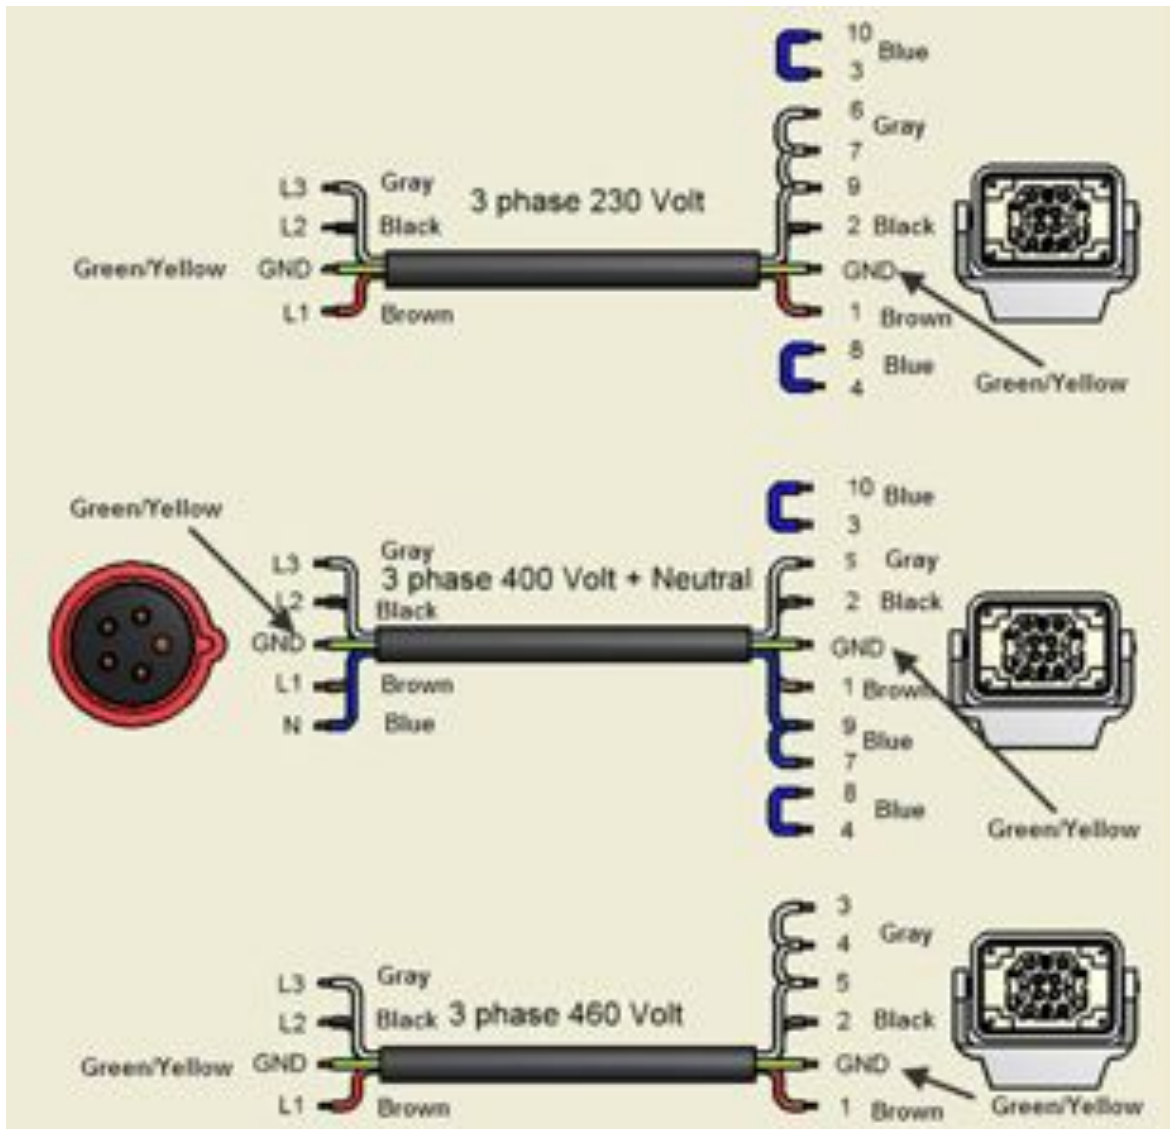 10 Blue
3
6 Gray
7
L3 Gray
3 phase 230 Volt
9
L2 Black
2 Black
Green/Yellow GND
GND
L1 Brown
1 Brown
8 Blue
4
Green/Yellow
10 Blue
3
Green/Yellow
L3 Gray
5 Gray
3 phase 400 Volt + Neutral
L2 Black
2 Black
GND
GND
L1 Brown
1 Brown
N Blue
9 Blue
7
8 Blue
4
Green/Yellow
3
Gray
4
L3 Gray
5
L2 Black 3 phase 460 Volt
2 Black
Green/Yellow GND
GND
L1 Brown
1 Brown
Green/Yellow